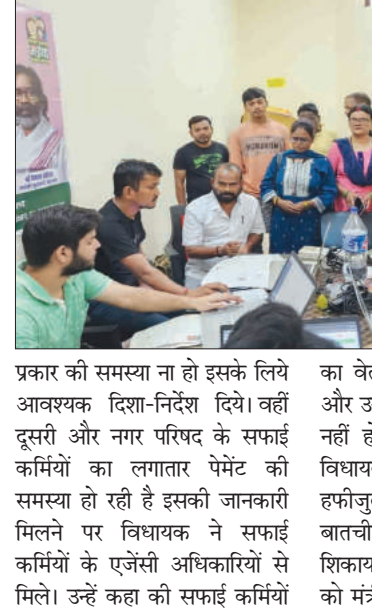 प्रकार की समस्या ना हो इसके लिये
आवश्यक दिशा-निर्देश दिये। वहीं
दूसरी और नगर परिषद के सफाई
कर्मियों का लगातार पेमेंट की
समस्या हो रही है इसकी जानकारी
मिलने पर विधायक ने सफाई
कर्मियों के एजेंसी अधिकारियों से
मिले। उन्हें कहा की सफाई कर्मियों
का
और
नहीं
विधायक
बातची
शिकाय
को मंत्र